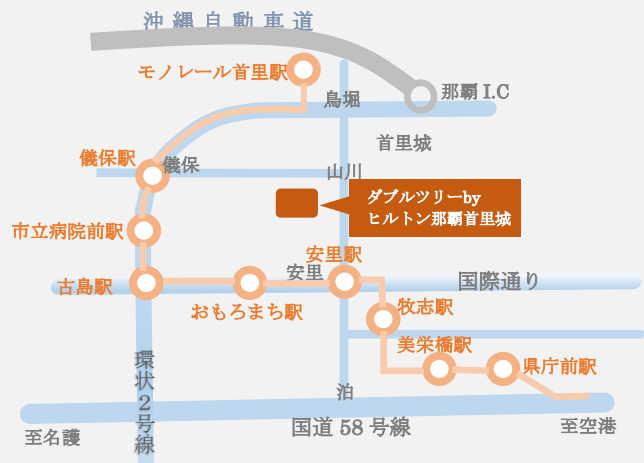 沖縄自動車道
モノレール首里駅
鳥堀
那覇I.C
首里城
儀保駅
儀保
山川
ダブルツリーby
ヒルトン那覇首里城
市立病院前駅
安里駅
安里
国際通り
古島駅
おもろまち駅
牧志駅
美栄橋駅
県庁前駅
環状2号線
泊
国道58号線
至名護
至空港